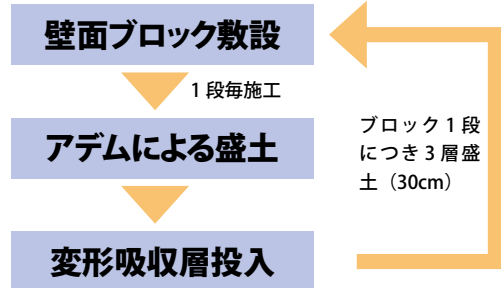 壁面ブロック敷設
1段毎施工
アデムによる盛土
ブロック1段
につき3層盛
土（30cm）
変形吸収層投入